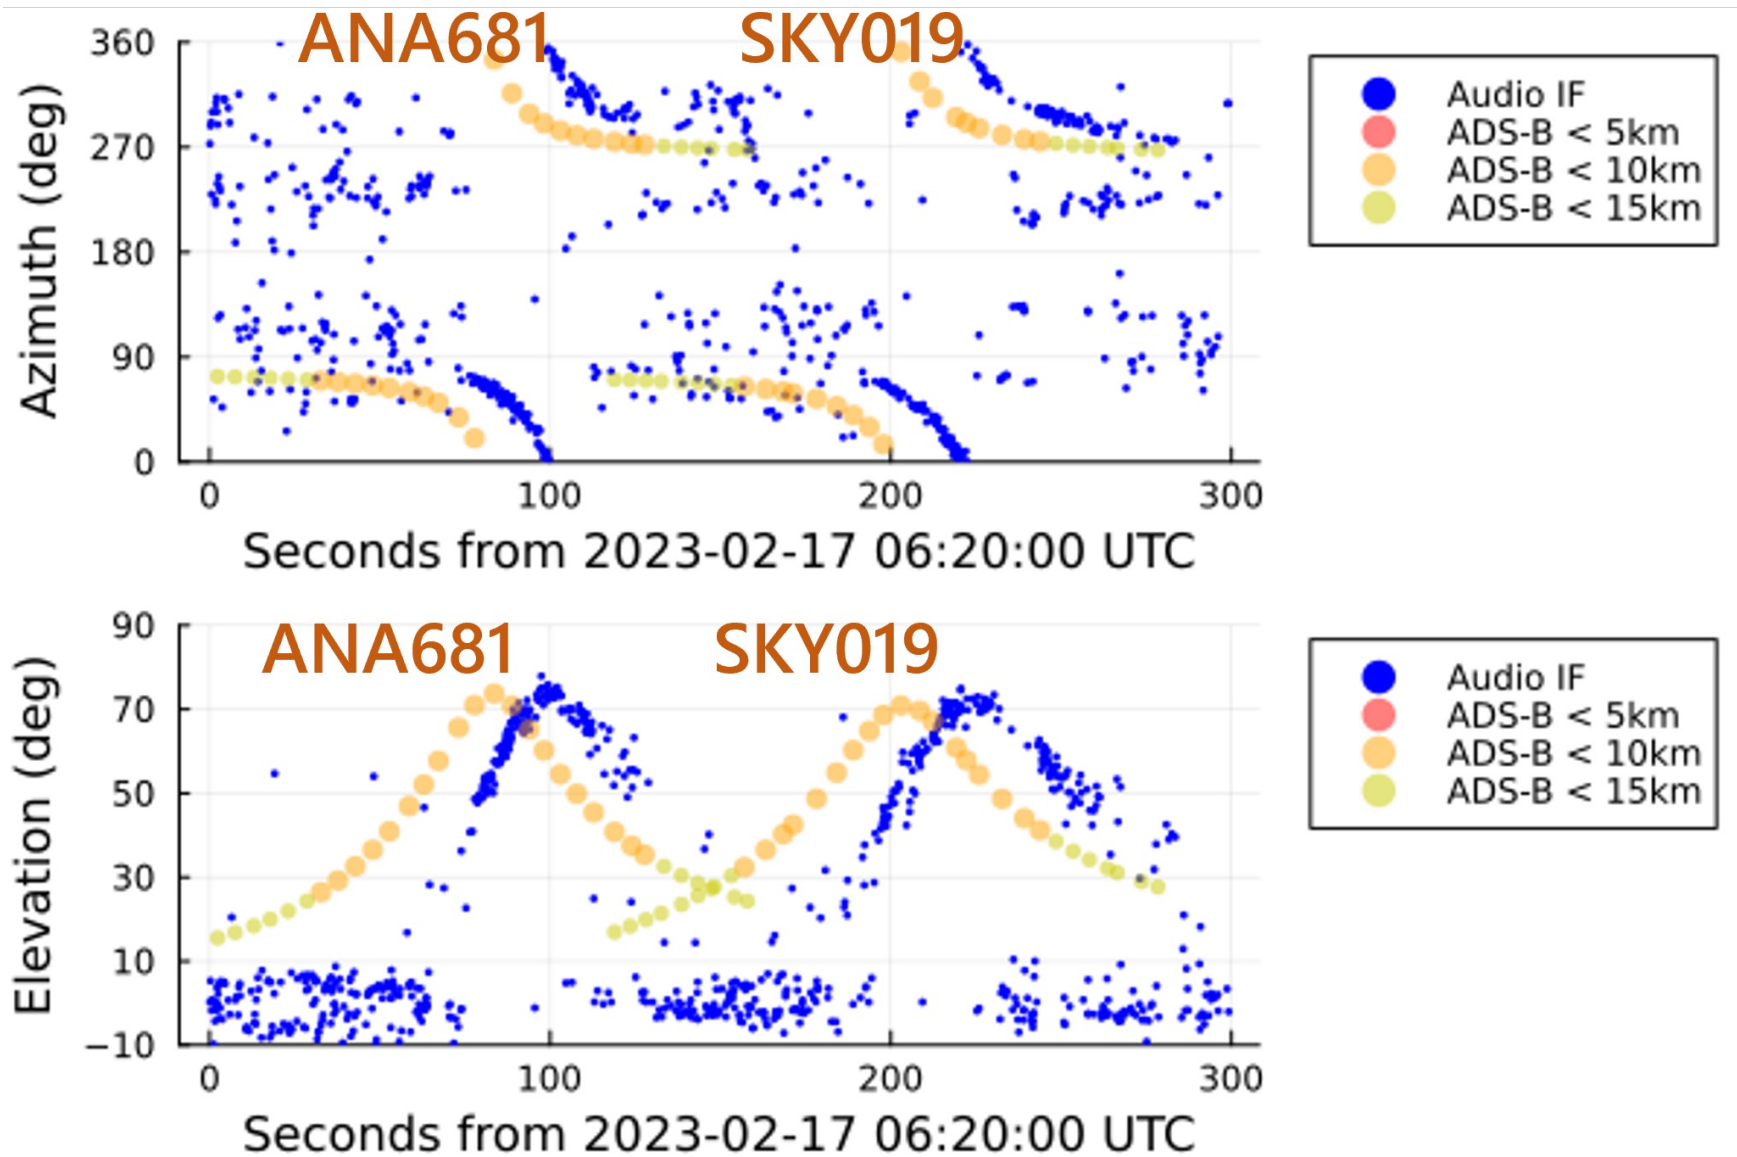 ANA681 SKY019
Azimuth (deg)
360
270
180
90
0
0 100 200 300
Seconds from 2023-02-17 06:20:00 UTC
Audio IF
ADS-B < 5km
ADS-B < 10km
ADS-B < 15km
ANA681 SKY019
Elevation (deg)
90
70
50
30
10
−10
0 100 200 300
Seconds from 2023-02-17 06:20:00 UTC
Audio IF
ADS-B < 5km
ADS-B < 10km
ADS-B < 15km